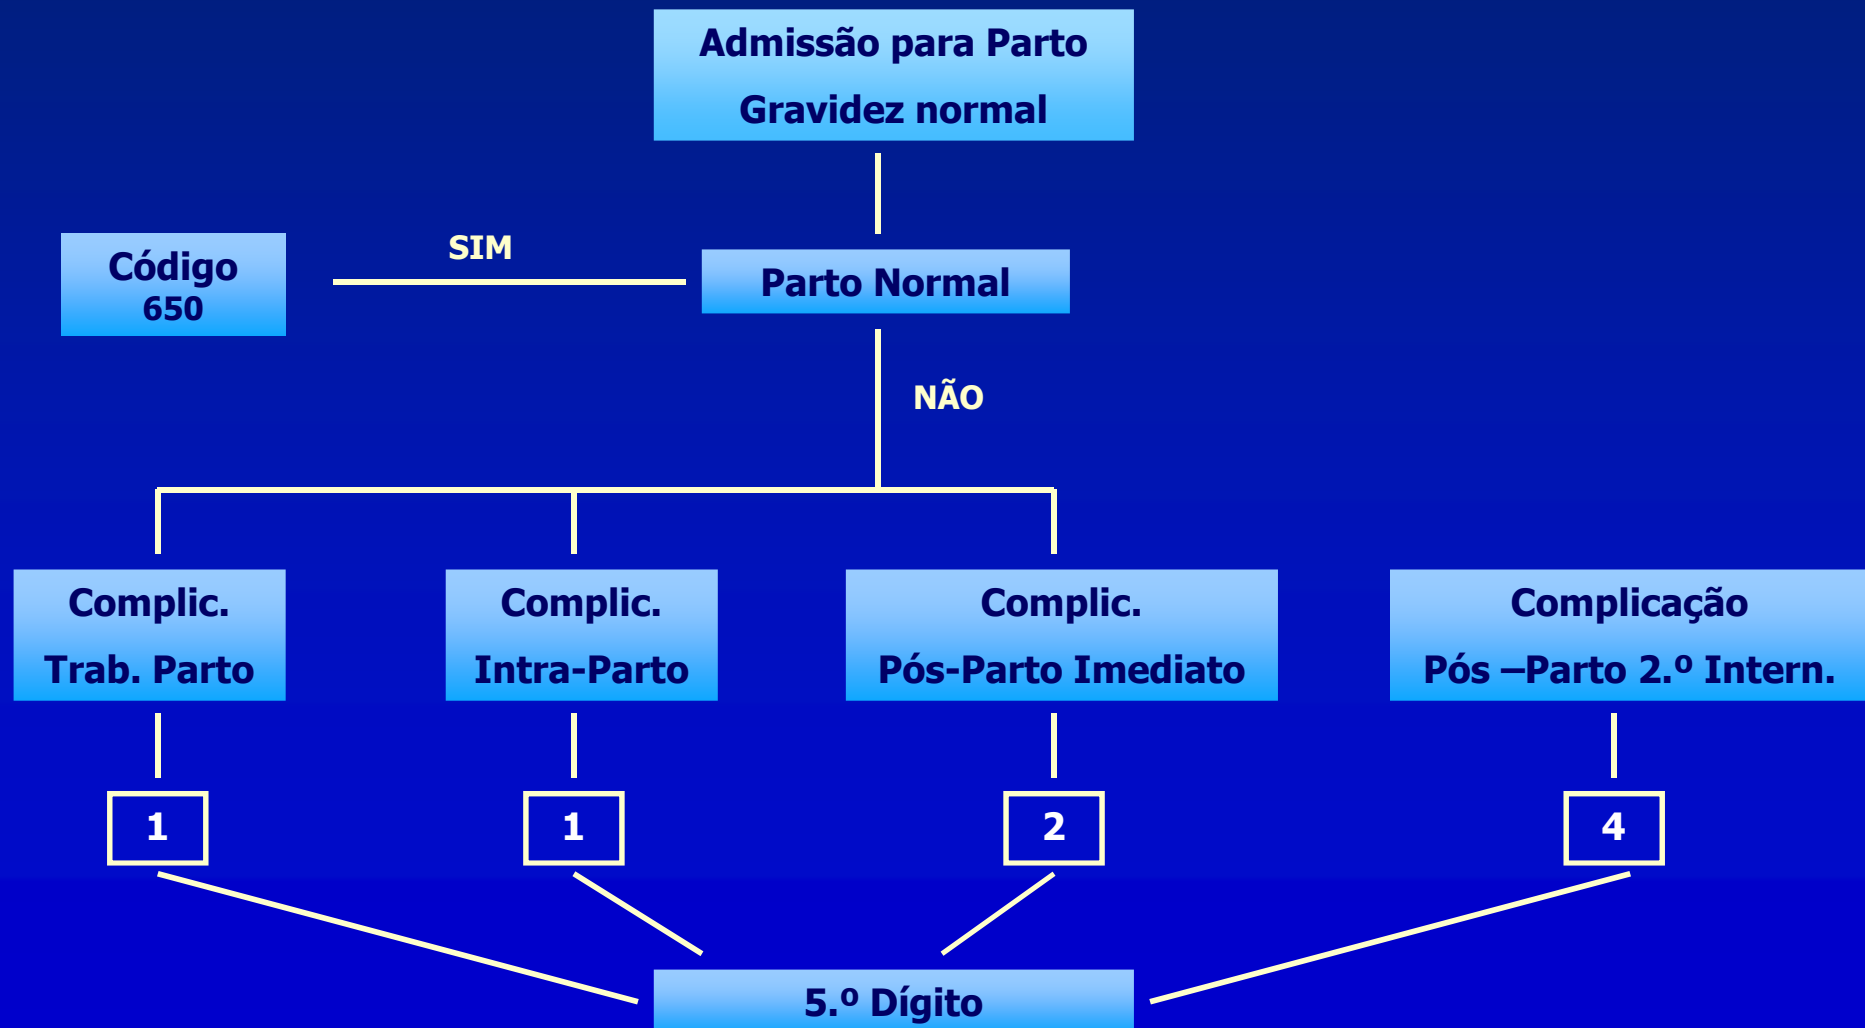 Admissão para Parto
Gravidez normal
SIM
Código
650
Parto Normal
NÃO
Complic.
Trab. Parto
Complic.
Intra-Parto
Complic.
Pós-Parto Imediato
Complicação
Pós –Parto 2.º Intern.
1
1
2
4
5.º Dígito